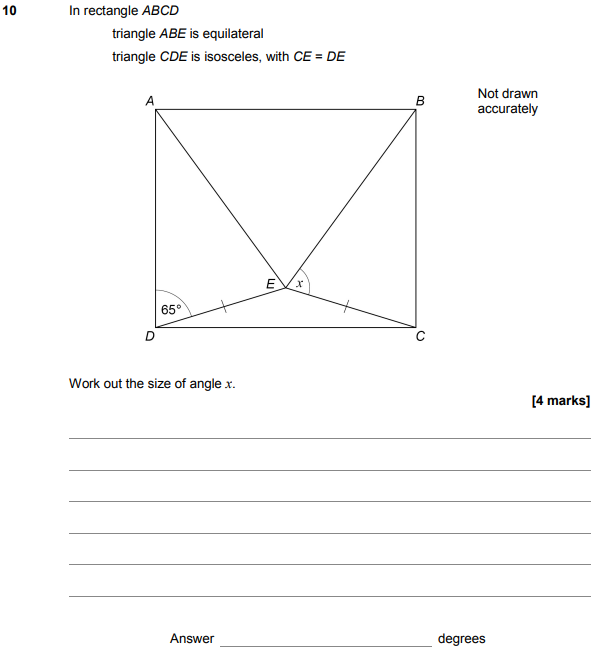 10 In rectangle ABCD
triangle ABE is equilateral
triangle CDE is isosceles, with CE = DE
Not drawn
accurately
A
B
E
x
65°
D
C
Work out the size of angle x.
[4 marks]
Answer degrees